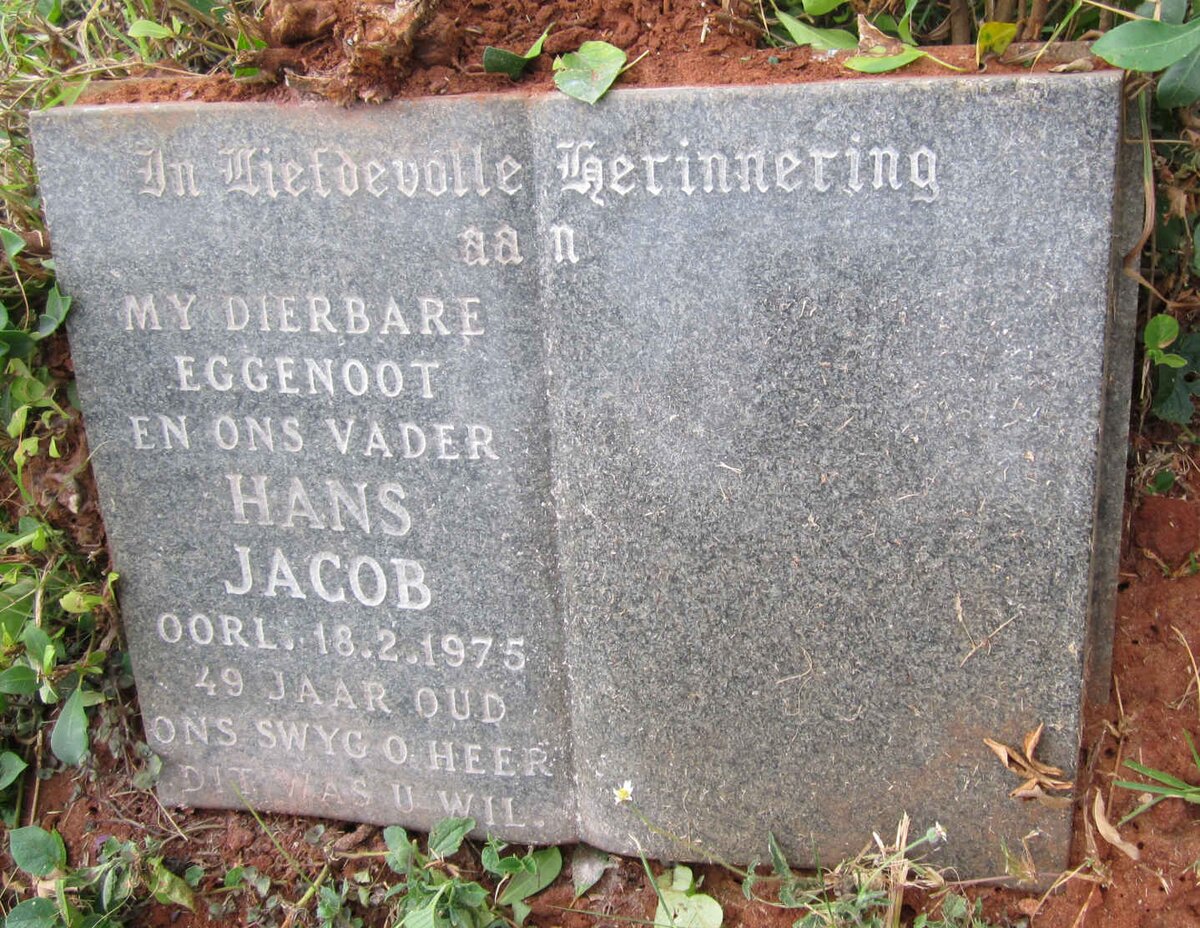 In Liefdevolle Herinnering
aan
MY DIERBARE
EGGENOOT
EN ONS VADER
HANS
JACOB
OORL. 18.2.1975
49 JAAR OUD
ONS SWYG O HEER
DIT WAS U WIL.